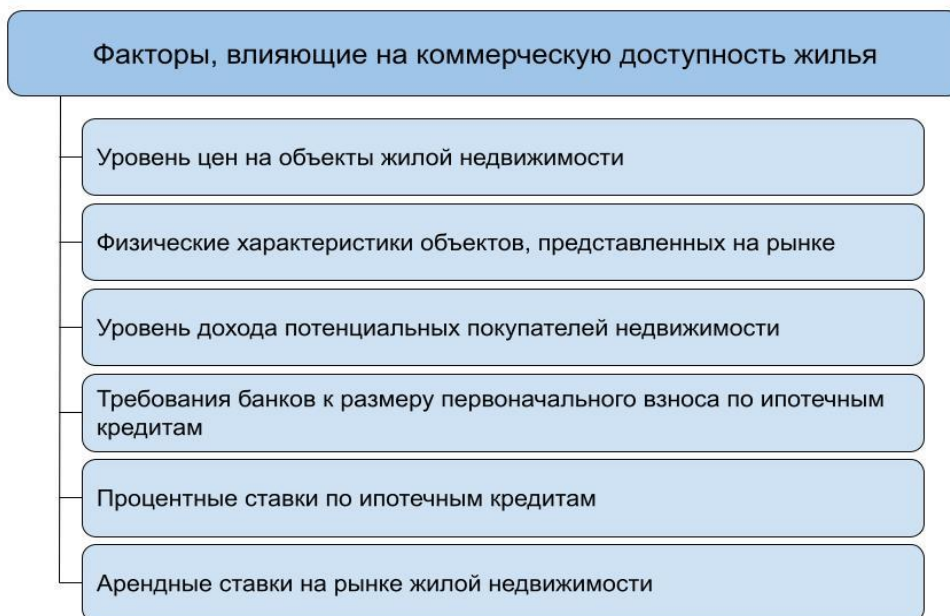 Факторы, влияющие на коммерческую доступность жилья
Уровень цен на объекты жилой недвижимости
Физические характеристики объектов, представленных на рынке
Уровень дохода потенциальных покупателей недвижимости
Требования банков к размеру первоначального взноса по ипотечным
кредитам
Процентные ставки по ипотечным кредитам
Арендные ставки на рынке жилой недвижимости